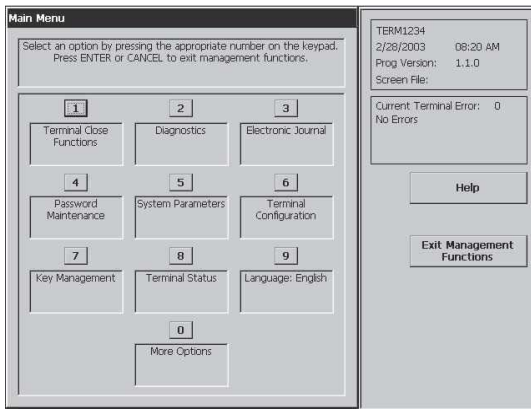 Main Menu
Select an option by pressing the appropriate number on the keypad.
Press ENTER or CANCEL to exit management functions.
1
2
3
Terminal Close
Functions
Diagnostics
Electronic Journal
4
5
6
Password
Maintenance
System Parameters
Terminal
Configuration
7
8
9
Key Management
Terminal Status
Language: English
0
More Options
TERM1234
2/28/2003 08:20 AM
Prog Version: 1.1.0
Screen File:
Current Terminal Error: 0
No Errors
Help
Exit Management
Functions